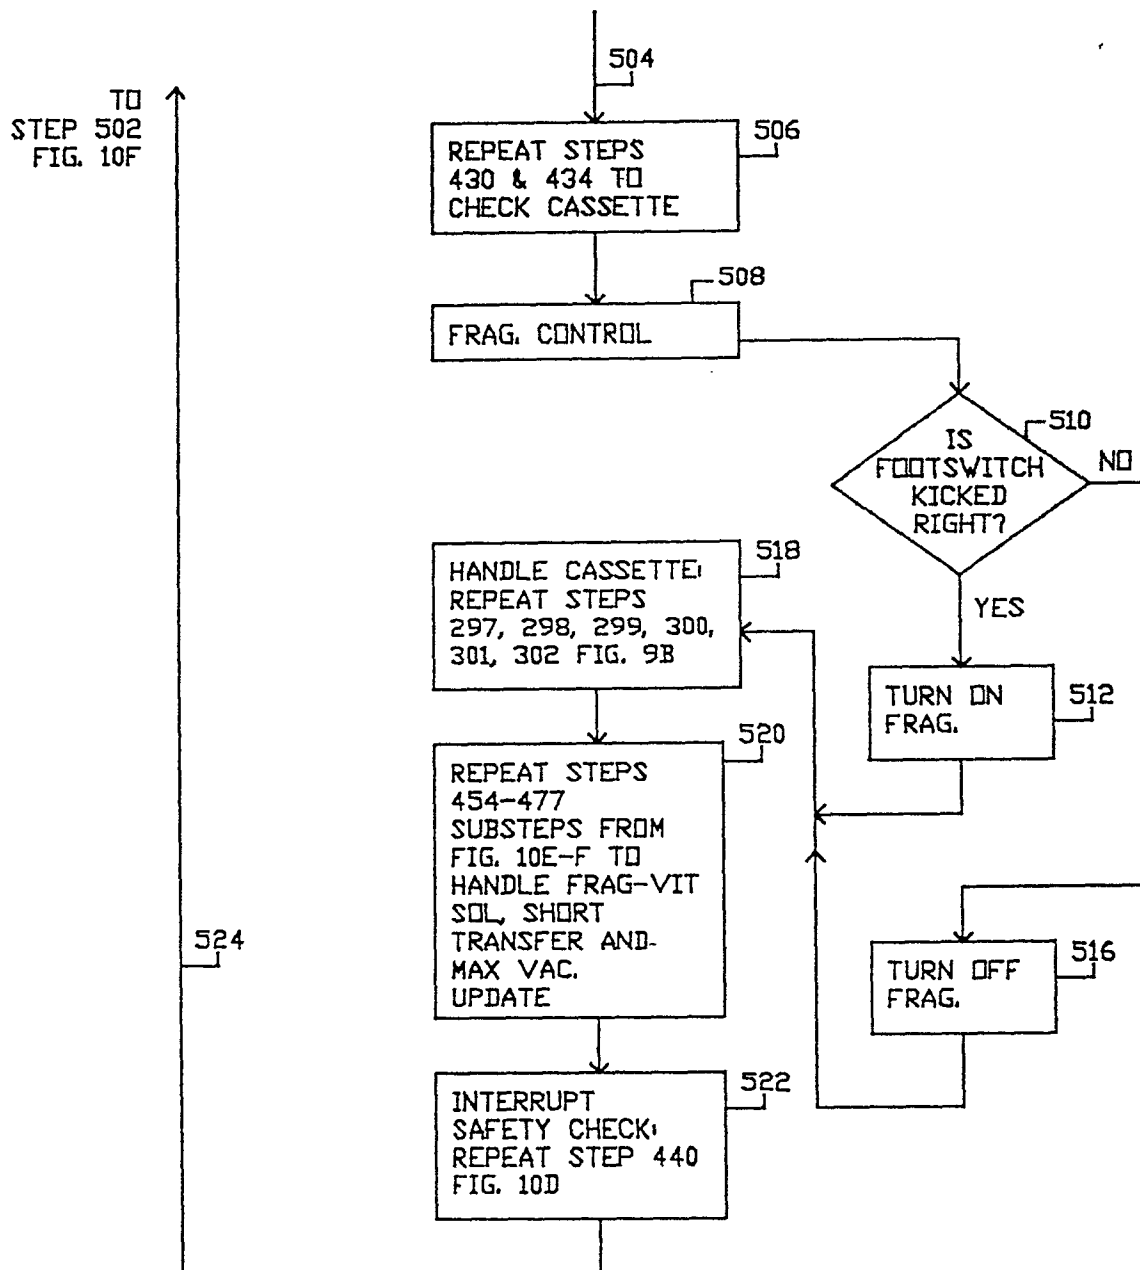 504
TO
STEP 502
FIG. 10F
506
REPEAT STEPS
430 & 434 TO
CHECK CASSETTE
508
FRAG. CONTROL
510
IS
FOOTSWITCH
KICKED
RIGHT?
NO
YES
518
HANDLE CASSETTE:
REPEAT STEPS
297, 298, 299, 300,
301, 302 FIG. 9B
512
TURN ON
FRAG.
520
REPEAT STEPS
454-477
SUBSTEPS FROM
FIG. 10E-F TO
HANDLE FRAG-VIT
SOL, SHORT
TRANSFER AND-
MAX VAC.
UPDATE
524
516
TURN OFF
FRAG.
522
INTERRUPT
SAFETY CHECK:
REPEAT STEP 440
FIG. 10D